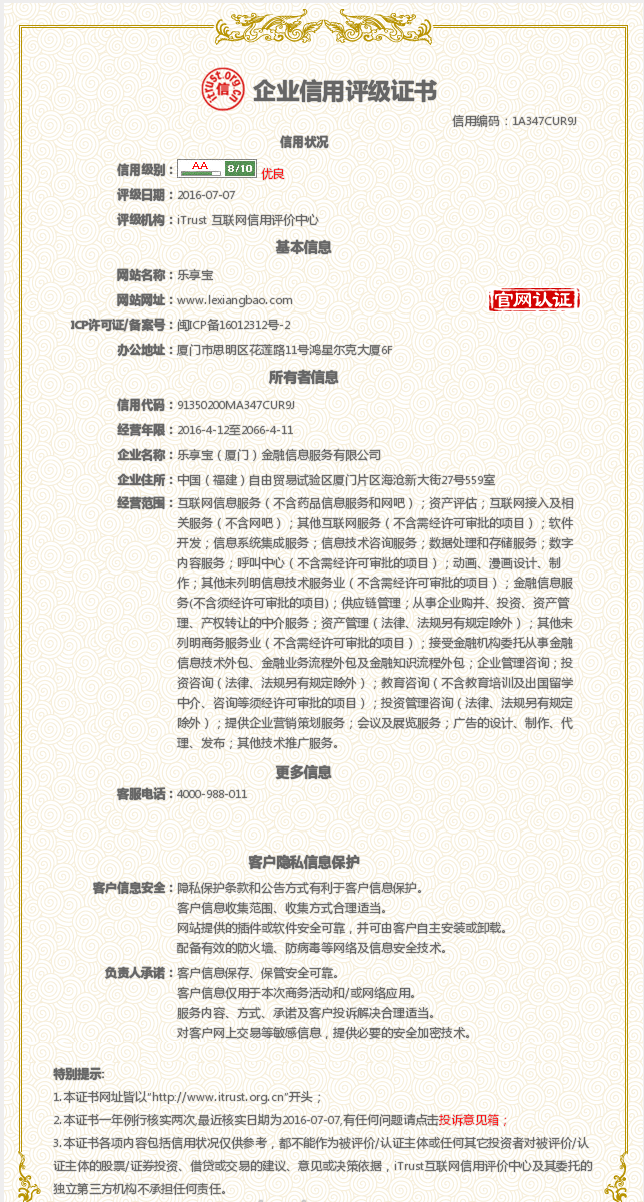 itrust.org.cn
信
企业信用评级证书
信用编码：1A347CUR9J
信用状况
信用级别： AA 8/10 优良
评级日期：2016-07-07
评级机构：iTrust 互联网信用评价中心
基本信息
网站名称：乐享宝
网站网址：www.lexiangbao.com
官网认证
ICP许可证/备案号：闽ICP备16012312号-2
办公地址：厦门市思明区花莲路11号鸿星尔克大厦6F
所有者信息
信用代码：91350200MA347CUR9J
经营年限：2016-4-12至2066-4-11
企业名称：乐享宝（厦门）金融信息服务有限公司
企业住所：中国（福建）自由贸易试验区厦门片区海沧新大街27号559室
经营范围：互联网信息服务（不含药品信息服务和网吧）；资产评估；互联网接入及相
关服务（不含网吧）；其他互联网服务（不含需经许可审批的项目）；软件
开发；信息系统集成服务；信息技术咨询服务；数据处理和存储服务；数字
内容服务；呼叫中心（不含需经许可审批的项目）；动画、漫画设计、制
作；其他未列明信息技术服务业（不含需经许可审批的项目）；金融信息服
务(不含须经许可审批的项目)；供应链管理；从事企业购并、投资、资产管
理、产权转让的中介服务；资产管理（法律、法规另有规定除外）；其他未
列明商务服务业（不含需经许可审批的项目）；接受金融机构委托从事金融
信息技术外包、金融业务流程外包及金融知识流程外包；企业管理咨询；投
资咨询（法律、法规另有规定除外）；教育咨询（不含教育培训及出国留学
中介、咨询等须经许可审批的项目）；投资管理咨询（法律、法规另有规定
除外）；提供企业营销策划服务；会议及展览服务；广告的设计、制作、代
理、发布；其他技术推广服务。
更多信息
客服电话：4000-988-011
客户隐私信息保护
客户信息安全：隐私保护条款和公告方式有利于客户信息保护。
客户信息收集范围、收集方式合理适当。
网站提供的插件或软件安全可靠，并可由客户自主安装或卸载。
配备有效的防火墙、防病毒等网络及信息安全技术。
负责人承诺：客户信息保存、保管安全可靠。
客户信息仅用于本次商务活动和/或网络应用。
服务内容、方式、承诺及客户投诉解决合理适当。
对客户网上交易等敏感信息，提供必要的安全加密技术。
特别提示:
1.本证书网址皆以“http://www.itrust.org.cn”开头；
2.本证书一年例行核实两次,最近核实日期为2016-07-07,有任何问题请点击投诉意见箱；
3.本证书各项内容包括信用状况仅供参考，都不能作为被评价/认证主体或任何其它投资者对被评价/认
证主体的股票/证券投资、借贷或交易的建议、意见或决策依据，iTrust互联网信用评价中心及其委托的
独立第三方机构不承担任何责任。